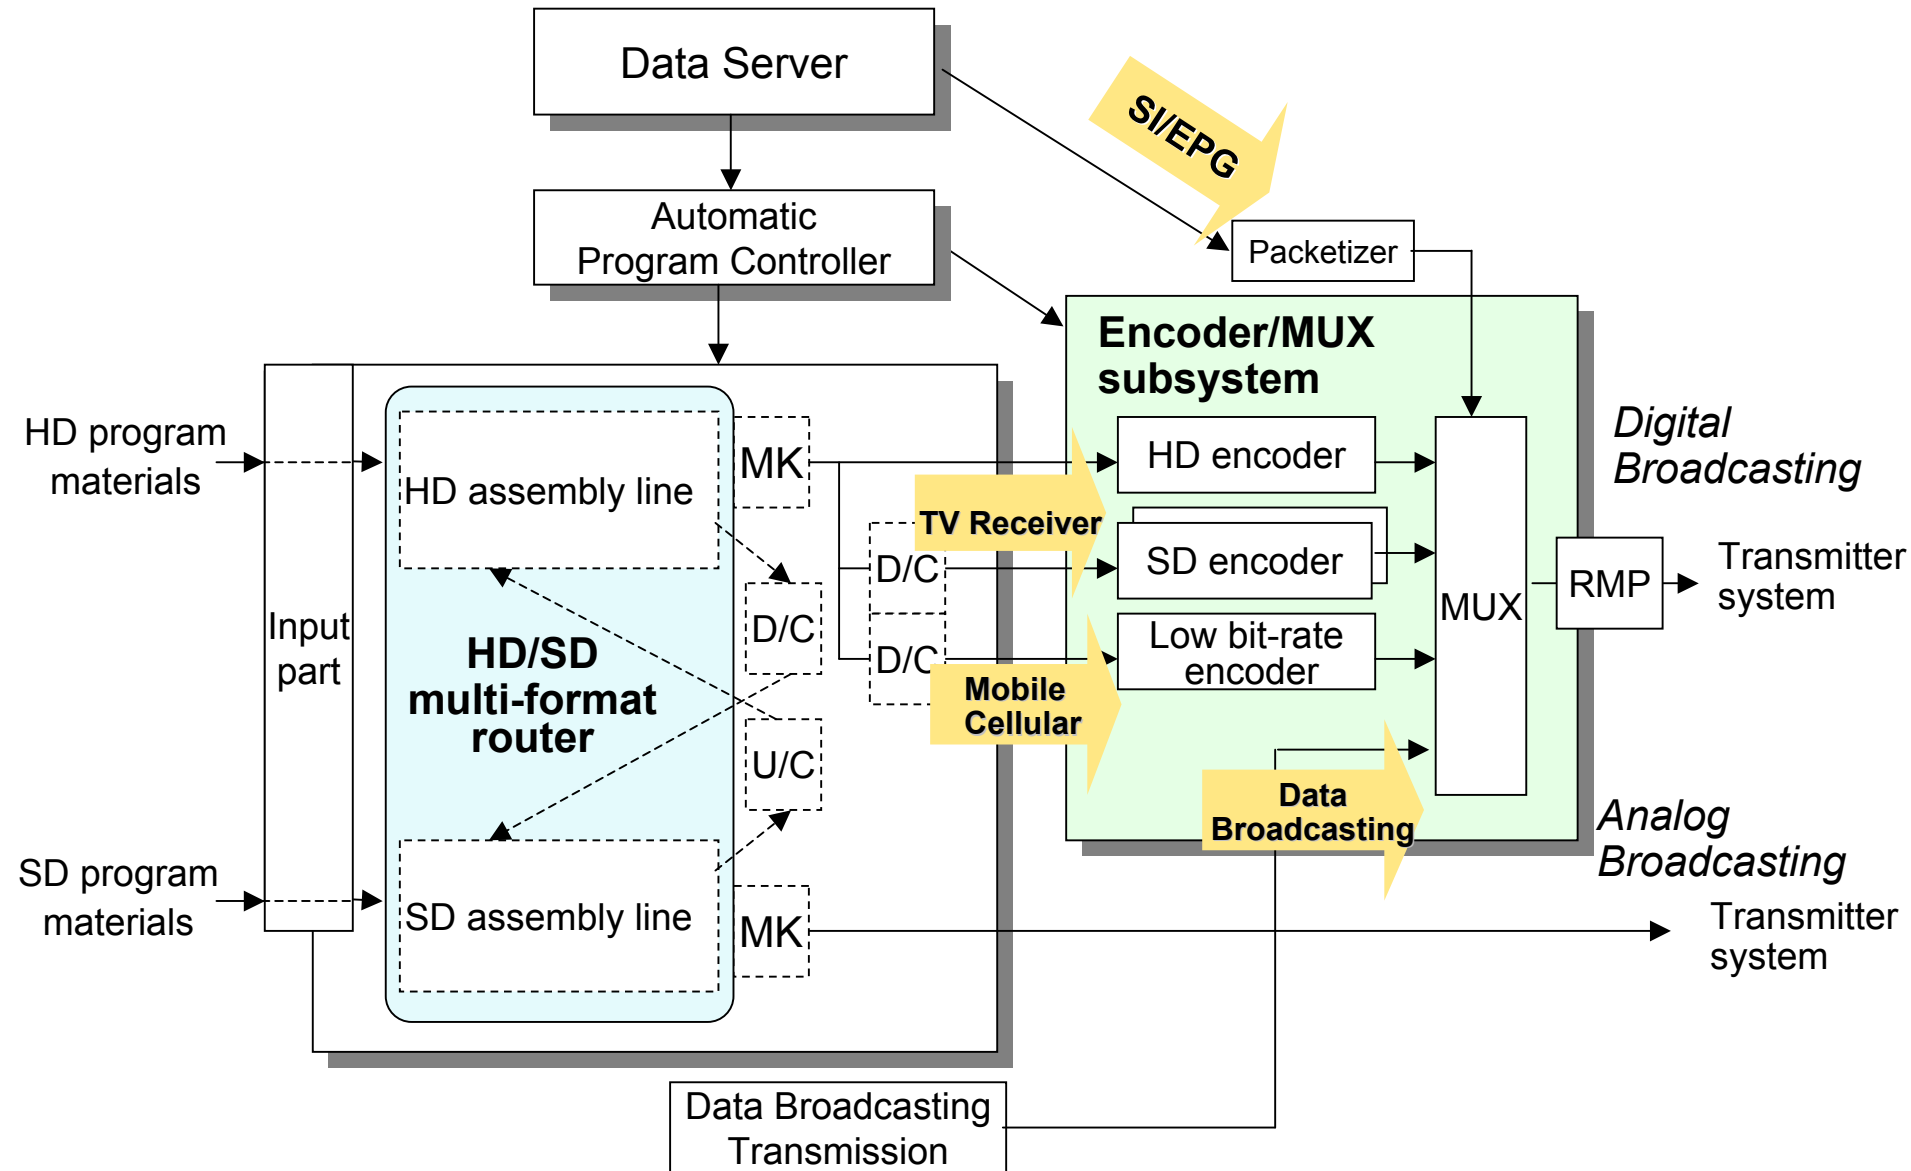 Data Server
SI/EPG
Automatic
Program Controller
Packetizer
Encoder/MUX
subsystem
HD program
materials
HD assembly line
MK
HD encoder
Digital
Broadcasting
TV Receiver
D/C
SD encoder
MUX
RMP
Transmitter
system
Input
part
D/C
D/C
Low bit-rate
encoder
HD/SD
multi-format
router
Mobile
Cellular
U/C
Data
Broadcasting
Analog
Broadcasting
SD program
materials
SD assembly line
MK
Transmitter
system
Data Broadcasting
Transmission